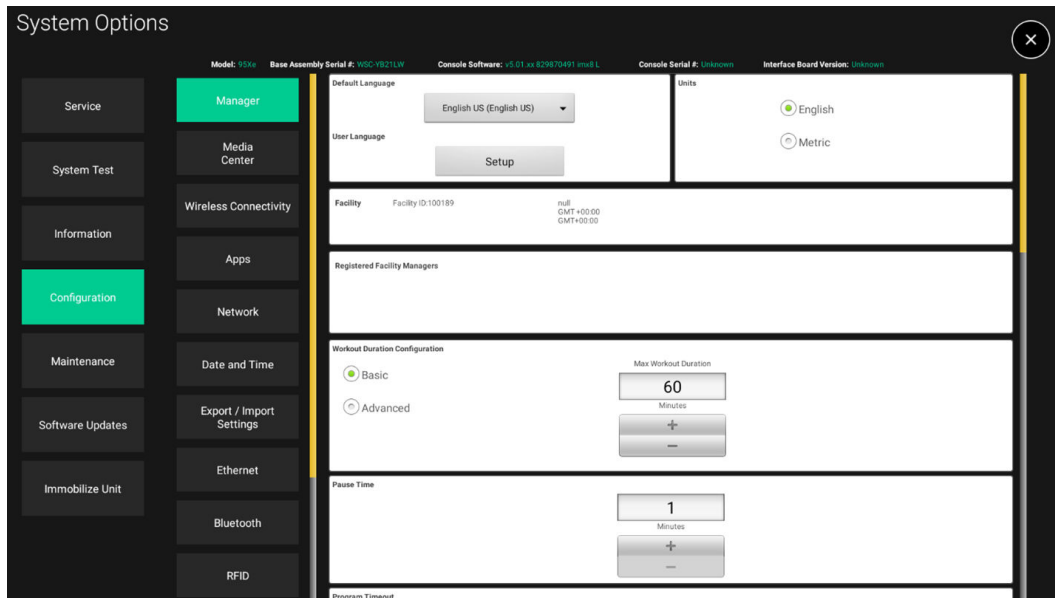 System Options
Model: 95Xe Base Assembly Serial #: WSC-YB21LW Console Software: v5.01.xx 829870491 imx8 L Console Serial #: Unknown Interface Board Version: Unknown
Service
System Test
Information
Configuration
Maintenance
Software Updates
Immobilize Unit
Manager
Media
Center
Wireless Connectivity
Apps
Network
Date and Time
Export / Import
Settings
Ethernet
Bluetooth
RFID
Default Language
English US (English US)
User Language
Setup
Units
English
Metric
Facility Facility ID:100189 null
GMT +00:00
GMT+00:00
Registered Facility Managers
Workout Duration Configuration
Basic
Advanced
Max Workout Duration
60
Minutes
+
−
Pause Time
1
Minutes
+
−
Program Timeout